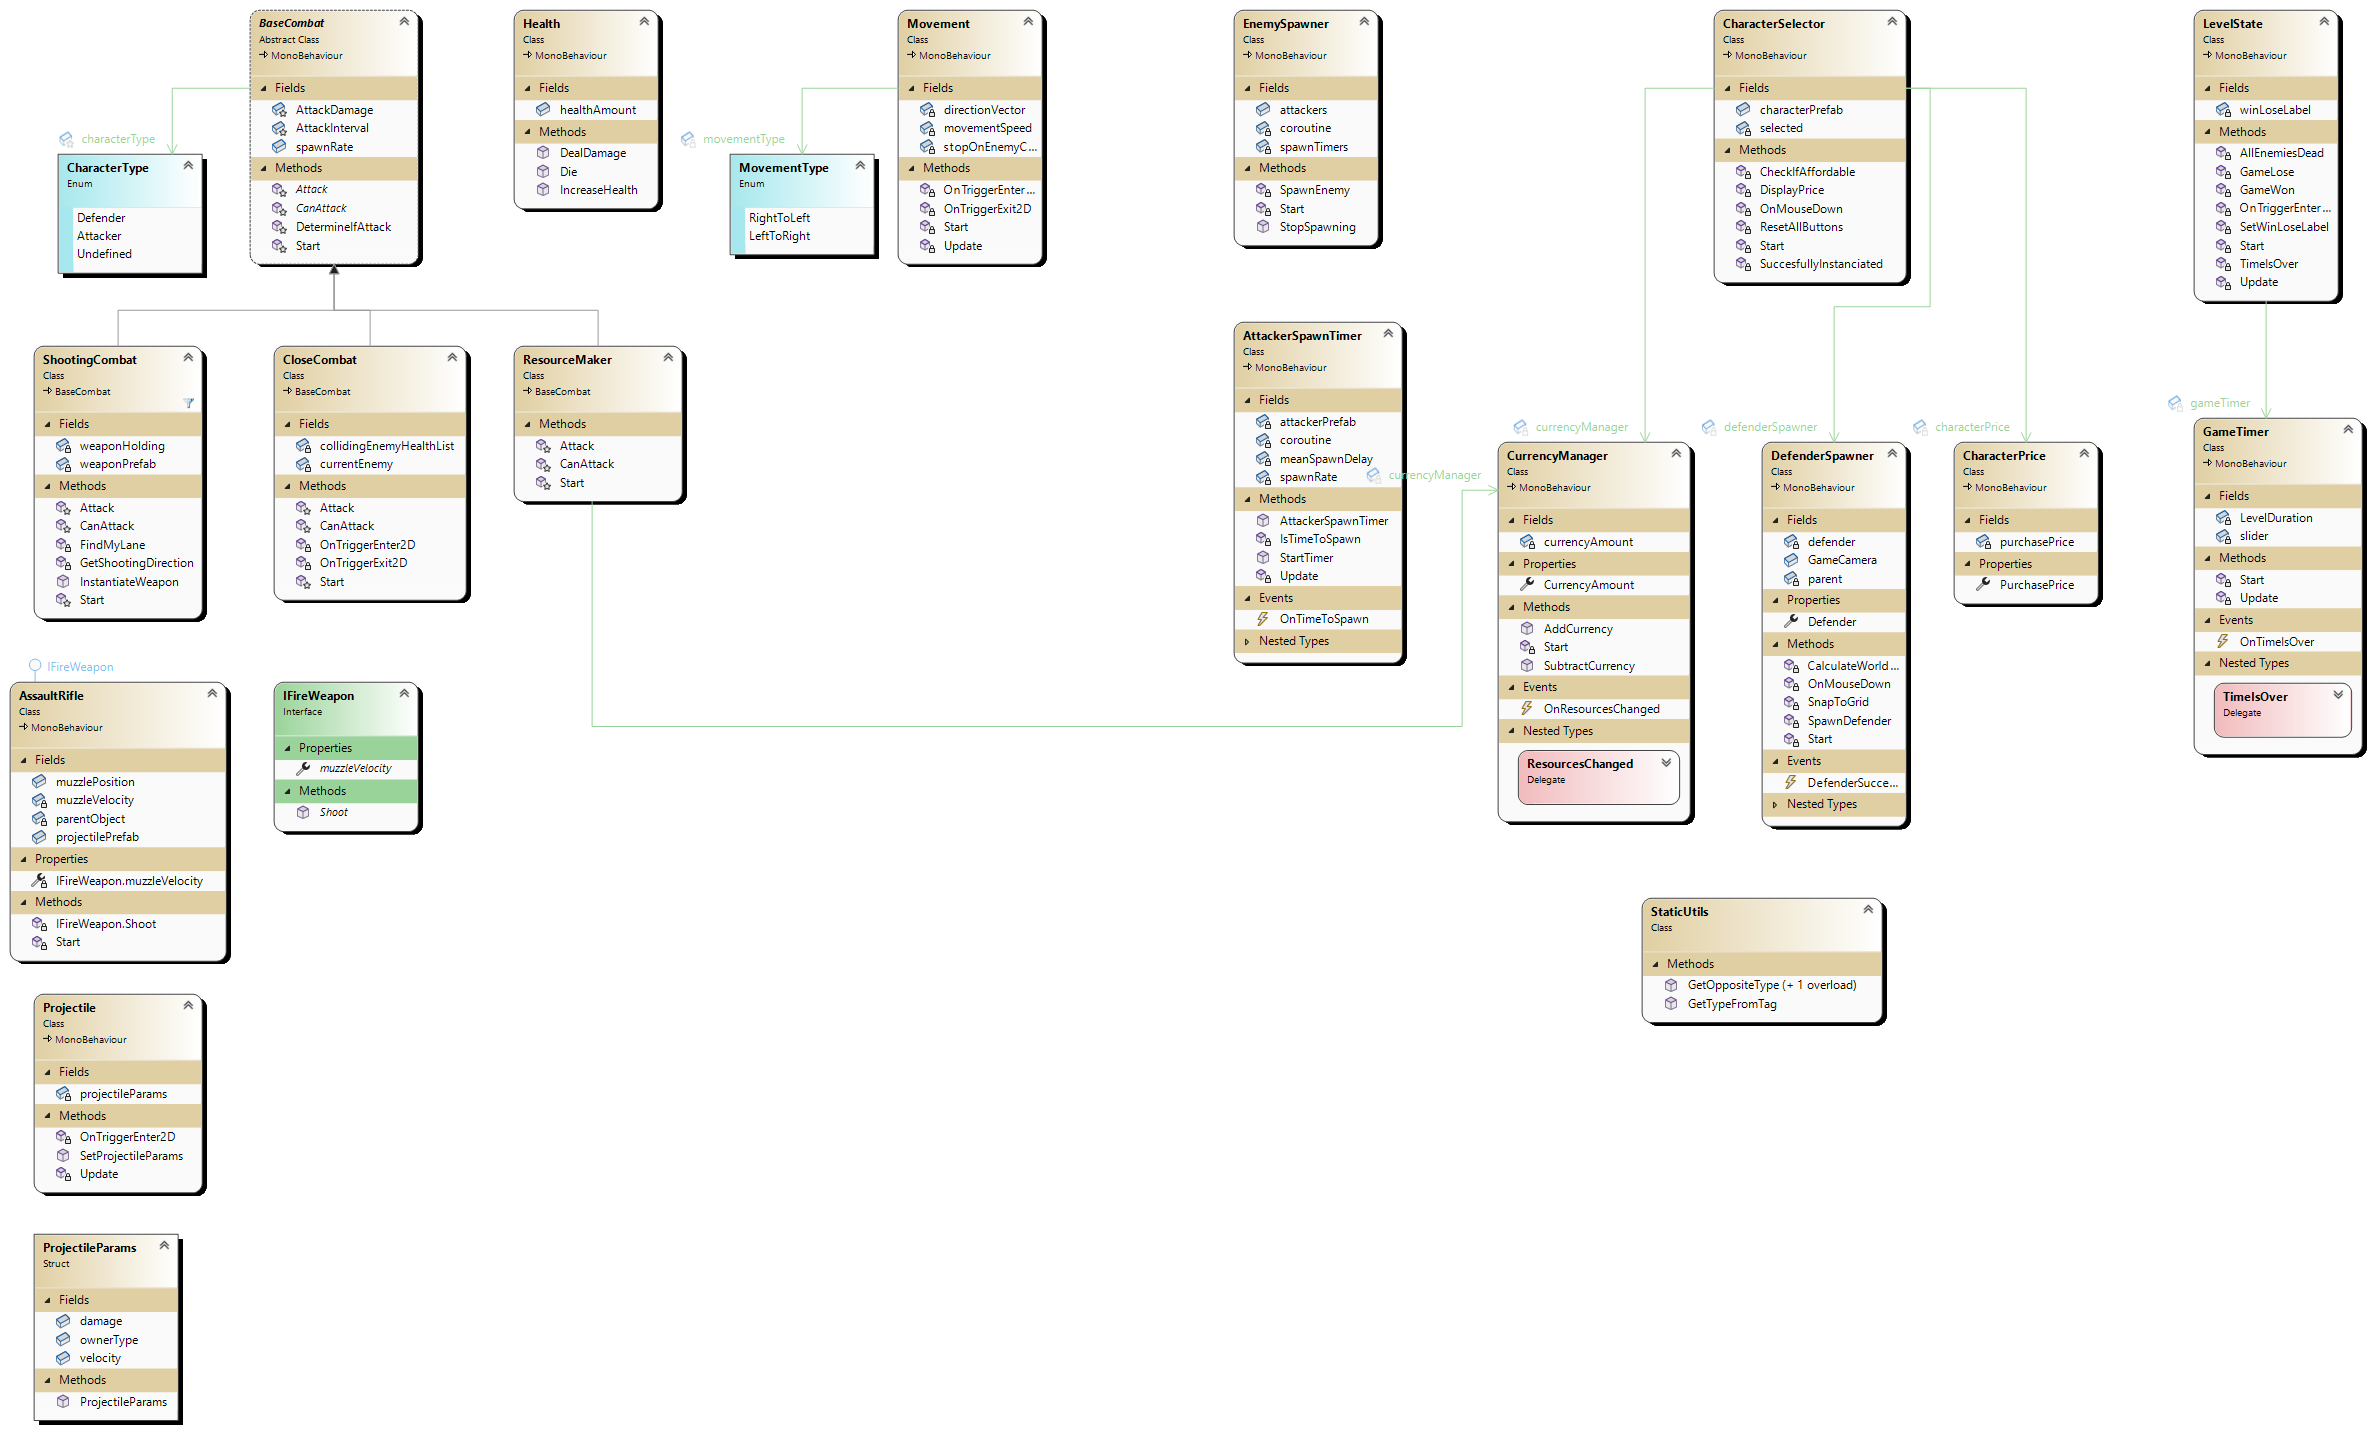 BaseCombat
Abstract Class
MonoBehaviour
Fields
AttackDamage
AttackInterval
spawnRate
Methods
Attack
CanAttack
DetermineIfAttack
Start
characterType
CharacterType
Enum
Defender
Attacker
Undefined
Health
Class
MonoBehaviour
Fields
healthAmount
Methods
DealDamage
Die
IncreaseHealth
movementType
MovementType
Enum
RightToLeft
LeftToRight
Movement
Class
MonoBehaviour
Fields
directionVector
movementSpeed
stopOnEnemyC...
Methods
OnTriggerEnter...
OnTriggerExit2D
Start
Update
EnemySpawner
Class
MonoBehaviour
Fields
attackers
coroutine
spawnTimers
Methods
SpawnEnemy
Start
StopSpawning
CharacterSelector
Class
MonoBehaviour
Fields
characterPrefab
selected
Methods
CheckIfAffordable
DisplayPrice
OnMouseDown
ResetAllButtons
Start
SuccesfullyInstanciated
LevelState
Class
MonoBehaviour
Fields
winLoseLabel
Methods
AllEnemiesDead
GameLose
GameWon
OnTriggerEnter...
SetWinLoseLabel
Start
TimeIsOver
Update
ShootingCombat
Class
BaseCombat
Fields
weaponHolding
weaponPrefab
Methods
Attack
CanAttack
FindMyLane
GetShootingDirection
InstantiateWeapon
Start
CloseCombat
Class
BaseCombat
Fields
collidingEnemyHealthList
currentEnemy
Methods
Attack
CanAttack
OnTriggerEnter2D
OnTriggerExit2D
Start
ResourceMaker
Class
BaseCombat
Methods
Attack
CanAttack
Start
AttackerSpawnTimer
Class
MonoBehaviour
Fields
attackerPrefab
coroutine
meanSpawnDelay
spawnRate
Methods
AttackerSpawnTimer
IsTimeToSpawn
StartTimer
Update
Events
OnTimeToSpawn
Nested Types
currencyManager
currencyManager
CurrencyManager
Class
MonoBehaviour
Fields
currencyAmount
Properties
CurrencyAmount
Methods
AddCurrency
Start
SubtractCurrency
Events
OnResourcesChanged
Nested Types
ResourcesChanged
Delegate
defenderSpawner
DefenderSpawner
Class
MonoBehaviour
Fields
defender
GameCamera
parent
Properties
Defender
Methods
CalculateWorld...
OnMouseDown
SnapToGrid
SpawnDefender
Start
Events
DefenderSucce...
Nested Types
characterPrice
CharacterPrice
Class
MonoBehaviour
Fields
purchasePrice
Properties
PurchasePrice
gameTimer
GameTimer
Class
MonoBehaviour
Fields
LevelDuration
slider
Methods
Start
Update
Events
OnTimeIsOver
Nested Types
TimeIsOver
Delegate
IFireWeapon
AssaultRifle
Class
MonoBehaviour
Fields
muzzlePosition
muzzleVelocity
parentObject
projectilePrefab
Properties
IFireWeapon.muzzleVelocity
Methods
IFireWeapon.Shoot
Start
IFireWeapon
Interface
Properties
muzzleVelocity
Methods
Shoot
StaticUtils
Class
Methods
GetOppositeType (+ 1 overload)
GetTypeFromTag
Projectile
Class
MonoBehaviour
Fields
projectileParams
Methods
OnTriggerEnter2D
SetProjectileParams
Update
ProjectileParams
Struct
Fields
damage
ownerType
velocity
Methods
ProjectileParams